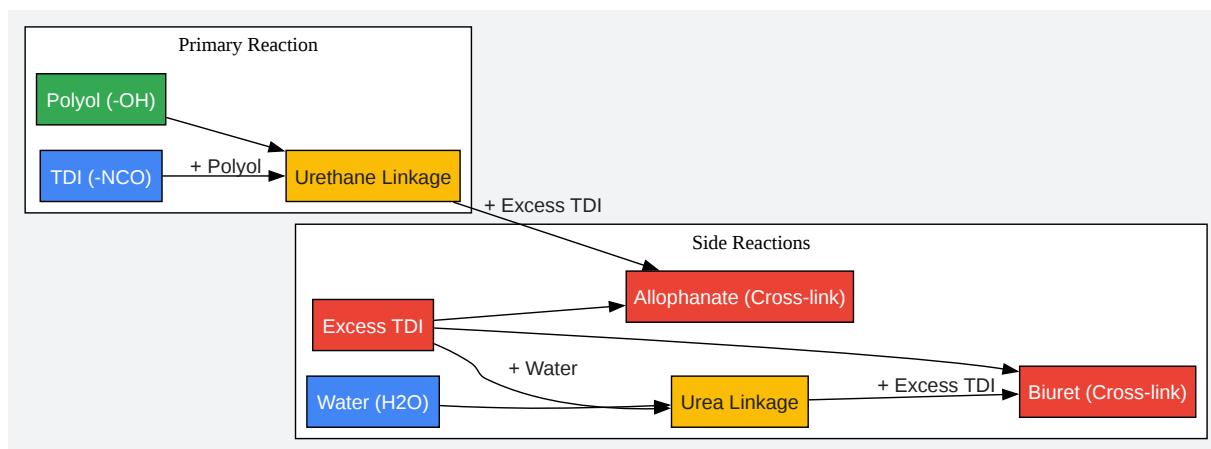 Primary Reaction
Polyol (-OH)
TDI (-NCO)
+ Polyol
Urethane Linkage
+ Excess TDI
Side Reactions
Allophanate (Cross-link)
Excess TDI
+ Water
Water (H2O)
Urea Linkage
+ Excess TDI
Biuret (Cross-link)